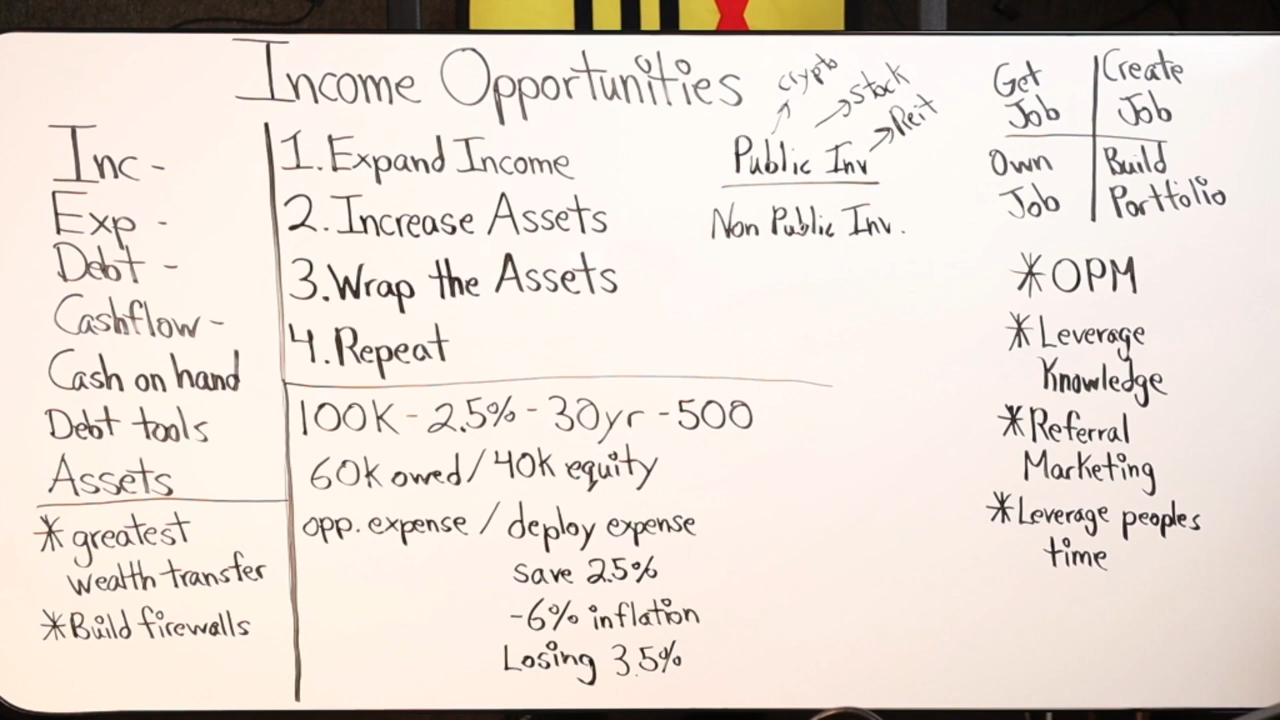 Income Opportunities
Inc -
Exp -
Debt -
Cashflow -
Cash on hand
Debt tools
Assets
* greatest
wealth transfer
* Build firewalls
1. Expand Income
2. Increase Assets
3. Wrap the Assets
4. Repeat
100K - 2.5% - 30yr - 500
60K owed / 40K equity
opp. expense / deploy expense
Save 2.5%
-6% inflation
Losing 3.5%
crypto
Stock
Reit
Public Inv
Non Public Inv.
Get
Job
Create
Job
Own
Job
Build
Portfolio
* OPM
* Leverage
Knowledge
* Referral
Marketing
* Leverage peoples
time